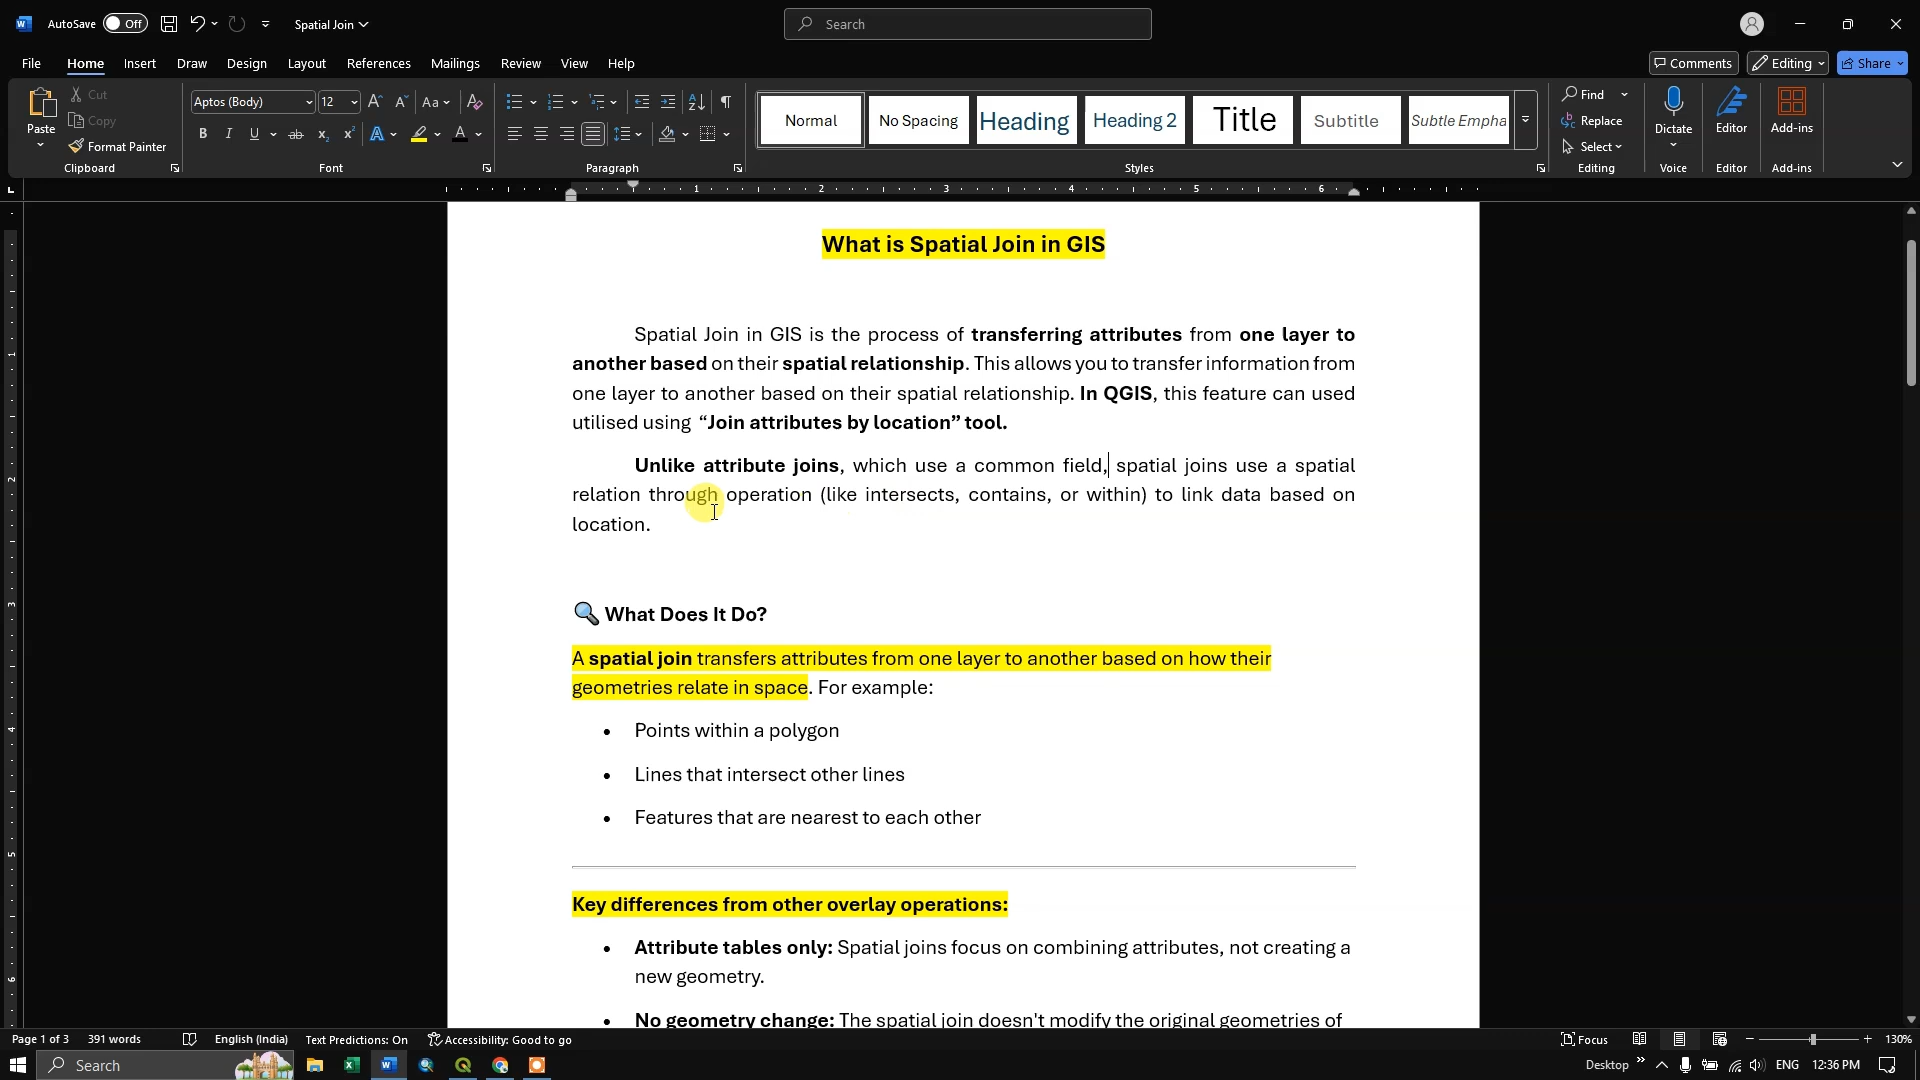 AutoSave Off Spatial Join Search
File Home Insert Draw Design Layout References Mailings Review View Help Comments Editing Share
Paste Cut Copy Format Painter Clipboard
Aptos (Body) 12 Font
Paragraph
Normal No Spacing Heading Heading 2 Title Subtitle Subtle Empha Styles
Find Replace Select Editing
Dictate Voice
Editor Editor
Add-ins Add-ins
1 2 3 4 5 6
What is Spatial Join in GIS
Spatial Join in GIS is the process of transferring attributes from one layer to
another based on their spatial relationship. This allows you to transfer information from
one layer to another based on their spatial relationship. In QGIS, this feature can used
utilised using “Join attributes by location” tool.
Unlike attribute joins, which use a common field, spatial joins use a spatial
relation through operation (like intersects, contains, or within) to link data based on
location.
🔍 What Does It Do?
A spatial join transfers attributes from one layer to another based on how their
geometries relate in space. For example:
• Points within a polygon
• Lines that intersect other lines
• Features that are nearest to each other
Key differences from other overlay operations:
• Attribute tables only: Spatial joins focus on combining attributes, not creating a
new geometry.
• No geometry change: The spatial join doesn't modify the original geometries of
Page 1 of 3 391 words English (India) Text Predictions: On Accessibility: Good to go Focus 130%
Search Desktop ENG 12:36 PM